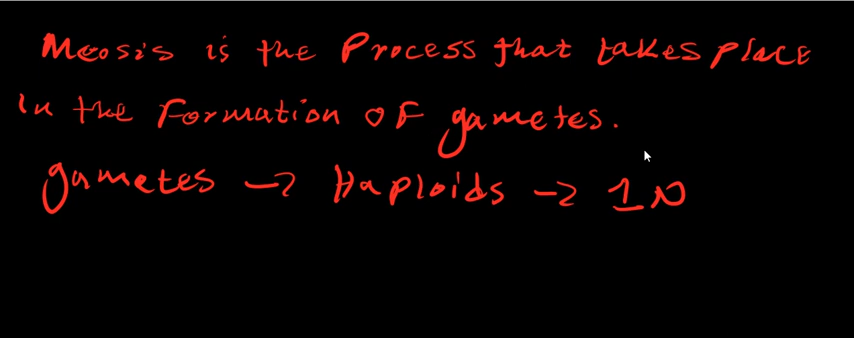 Meosis is the Process that takes place
in the Formation of gametes.
gametes → Haploids → 1N